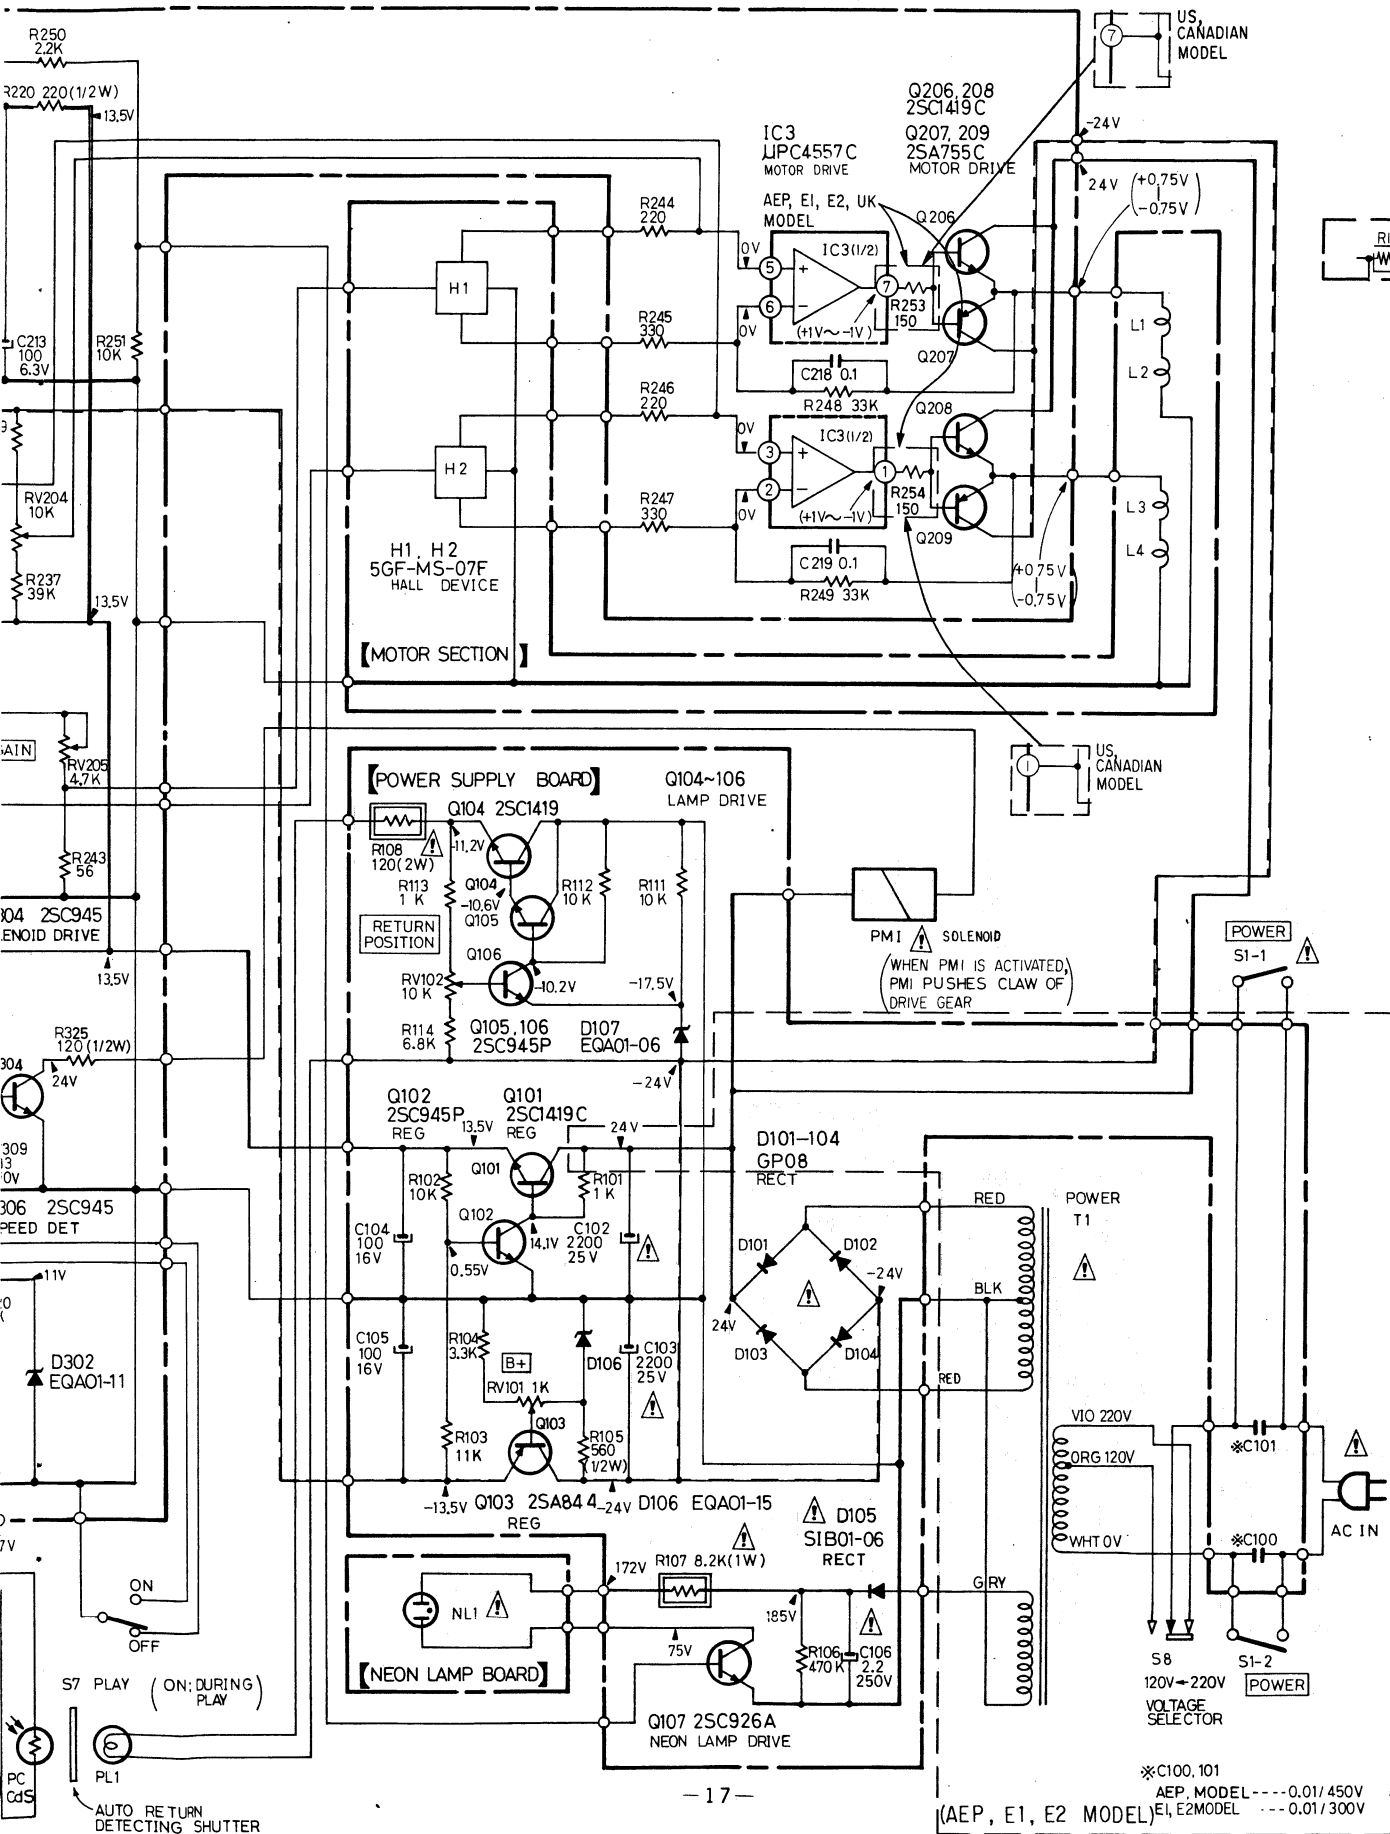 R250
2.2K
R220 220(1/2W)
13.5V
US,
CANADIAN
MODEL
7
Q206, 208
2SC1419C
Q207, 209
2SA755C
MOTOR DRIVE
IC3
μPC4557C
MOTOR DRIVE
AEP, E1, E2, UK
MODEL
-24V
24V
(+0.75V
-0.75V)
R244
220
0V
5
+
IC3(1/2)
7
6
−
0V
(+1V~-1V)
R253
150
Q206
Q207
H1
R245
330
C218 0.1
R248 33K
L1
L2
C213
100
6.3V
R251
10K
R246
220
0V
3
+
IC3(1/2)
1
2
−
0V
(+1V~-1V)
R254
150
Q208
Q209
H2
R247
330
C219 0.1
R249 33K
L3
L4
(+0.75V
-0.75V)
RV204
10K
R237
39K
13.5V
H1, H2
5GF-MS-07F
HALL DEVICE
【MOTOR SECTION】
RV205
4.7K
R243
56
2SC945
13.5V
US,
CANADIAN
MODEL
1
【POWER SUPPLY BOARD】
Q104~106
LAMP DRIVE
Q104 2SC1419
R108
120(2W)
-11.2V
R113
1K
Q104
-10.6V
Q105
R112
10K
R111
10K
RETURN
POSITION
Q106
RV102
10K
-10.2V
-17.5V
R114
6.8K
Q105,106
2SC945P
D107
EQA01-06
-24V
PM1 SOLENOID
(WHEN PM1 IS ACTIVATED,
PM1 PUSHES CLAW OF
DRIVE GEAR)
POWER
S1-1
R325
120(1/2W)
24V
Q102
2SC945P
REG
13.5V
Q101
2SC1419C
REG
24V
D101-104
GP08
RECT
R102
10K
Q101
R101
1K
Q102
C104
100
16V
0.55V
14.1V
C102
2200
25V
2SC945
RED
POWER
T1
D101
D102
-24V
BLK
24V
D103
D104
RED
11V
D302
EQA01-11
C105
100
16V
R104
3.3K
B+
RV101 1K
D106
C103
2200
25V
Q103
R103
11K
R105
560
(1/2W)
-13.5V
Q103 2SA844
REG
-24V
D106 EQA01-15
VIO 220V
ORG 120V
WHT 0V
※C101
※C100
AC IN
D105
SIB01-06
RECT
172V
R107 8.2K(1W)
GRY
NL1
【NEON LAMP BOARD】
185V
75V
R106
470K
C106
2.2
250V
Q107 2SC926A
NEON LAMP DRIVE
S8
120V←220V
VOLTAGE
SELECTOR
S1-2
POWER
ON
OFF
S7 PLAY (ON:DURING
PLAY)
PC
CdS
PL1
AUTO RETURN
DETECTING SHUTTER
—17—
※C100, 101
AEP, MODEL----0.01/450V
E1, E2MODEL ---0.01/300V
(AEP, E1, E2 MODEL)